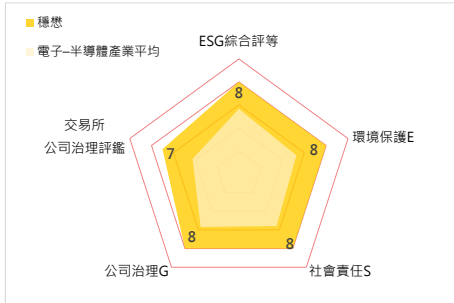 穩懋
電子–半導體產業平均
ESG綜合評等
8
交易所
公司治理評鑑
7
8
環境保護E
8
8
公司治理G
社會責任S